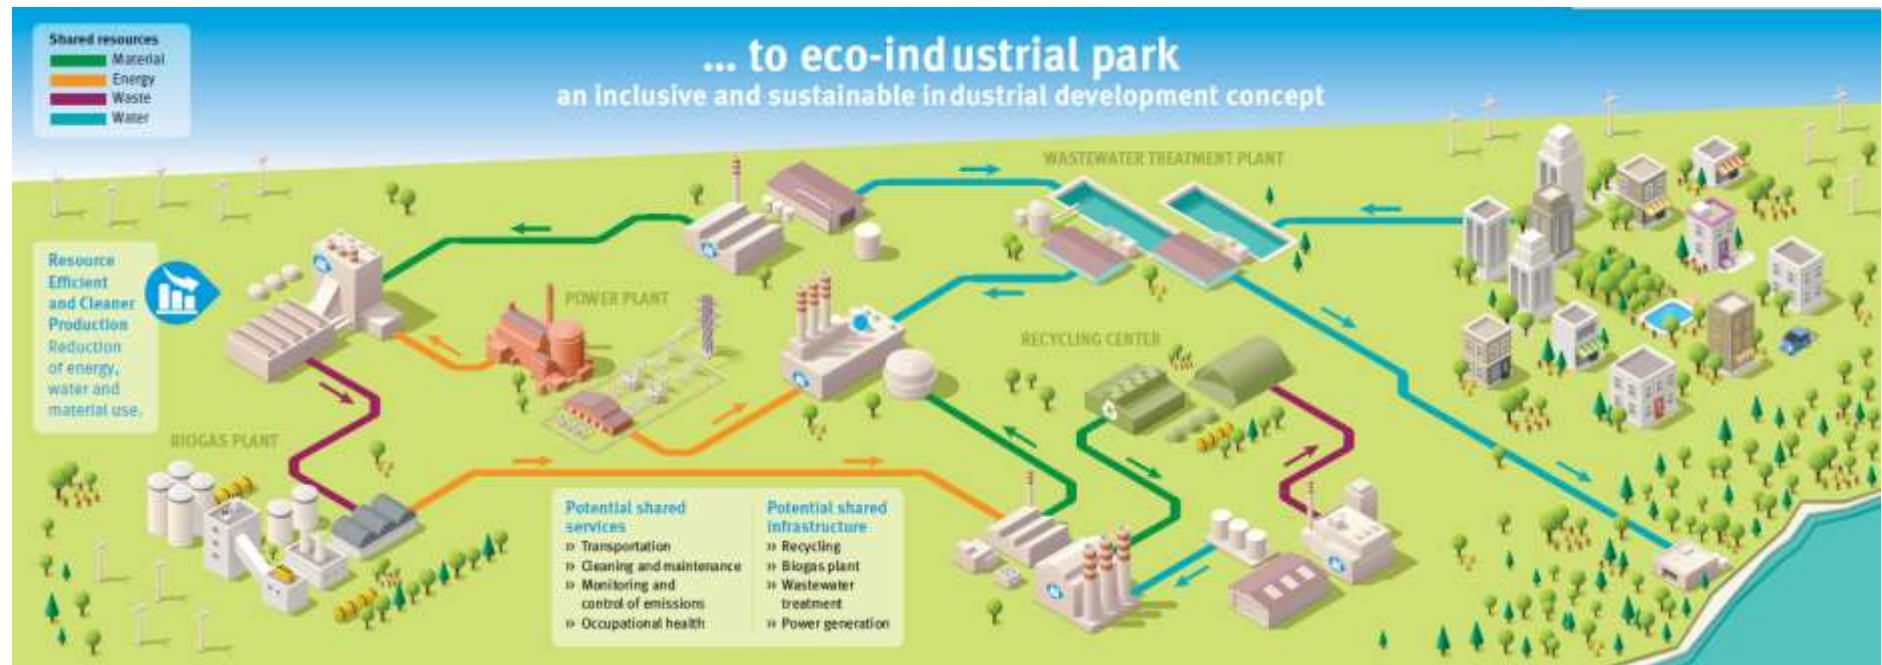 Shared resources
Material
Energy
Waste
Water
... to eco-industrial park
an inclusive and sustainable industrial development concept
WASTEWATER TREATMENT PLANT
Resource
Efficient
and Cleaner
Production
Reduction
of energy,
water and
material use.
POWER PLANT
RECYCLING CENTER
BIOGAS PLANT
Potential shared
services
» Transportation
» Cleaning and maintenance
» Monitoring and
control of emissions
» Occupational health
Potential shared
infrastructure
» Recycling
» Biogas plant
» Wastewater
treatment
» Power generation